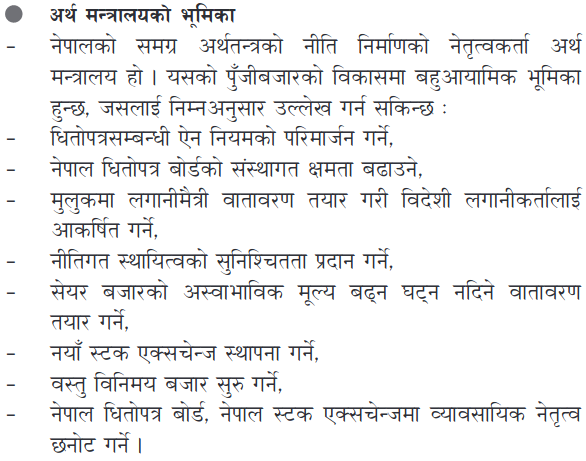 ● अर्थ मन्त्रालयको भूमिका
– नेपालको समग्र अर्थतन्त्रको नीति निर्माणको नेतृत्वकर्ता अर्थ
मन्त्रालय हो । यसको पुँजीबजारको विकासमा बहुआयामिक भूमिका
हुन्छ, जसलाई निम्नअनुसार उल्लेख गर्न सकिन्छ :
– धितोपत्रसम्बन्धी ऐन नियमको परिमार्जन गर्ने,
– नेपाल धितोपत्र बोर्डको संस्थागत क्षमता बढाउने,
– मुलुकमा लगानीमैत्री वातावरण तयार गरी विदेशी लगानीकर्तालाई
आकर्षित गर्ने,
– नीतिगत स्थायित्वको सुनिश्चितता प्रदान गर्ने,
– सेयर बजारको अस्वाभाविक मूल्य बढ्न घट्न नदिने वातावरण
तयार गर्ने,
– नयाँ स्टक एक्सचेन्ज स्थापना गर्ने,
– वस्तु विनिमय बजार सुरु गर्ने,
– नेपाल धितोपत्र बोर्ड, नेपाल स्टक एक्सचेन्जमा व्यावसायिक नेतृत्व
छनोट गर्ने ।